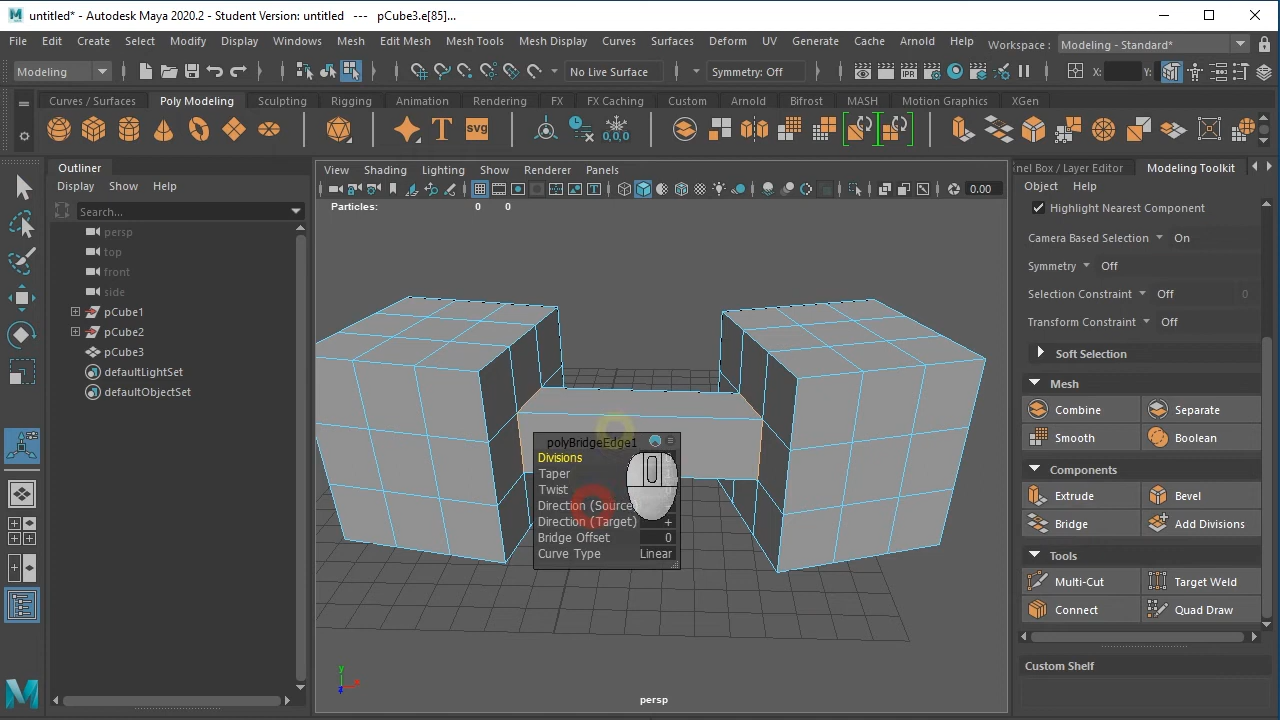 untitled* - Autodesk Maya 2020.2 - Student Version: untitled --- pCube3.e[85]...
File Edit Create Select Modify Display Windows Mesh Edit Mesh Mesh Tools Mesh Display Curves Surfaces Deform UV Generate Cache Arnold Help Workspace : Modeling - Standard*
Modeling No Live Surface Symmetry: Off X: Y:
Curves / Surfaces Poly Modeling Sculpting Rigging Animation Rendering FX FX Caching Custom Arnold Bifrost MASH Motion Graphics XGen
T svg 0,0,0
Outliner
Display Show Help
Search...
persp
top
front
side
pCube1
pCube2
pCube3
defaultLightSet
defaultObjectSet
View Shading Lighting Show Renderer Panels
0.00
Particles: 0 0
polyBridgeEdge1
Divisions
Taper 1
Twist
Direction (Source)
Direction (Target) +
Bridge Offset 0
Curve Type Linear
persp
nel Box / Layer Editor Modeling Toolkit
Object Help
Highlight Nearest Component
Camera Based Selection On
Symmetry Off
Selection Constraint Off 0
Transform Constraint Off
Soft Selection
Mesh
Combine Separate
Smooth Boolean
Components
Extrude Bevel
Bridge Add Divisions
Tools
Multi-Cut Target Weld
Connect Quad Draw
Custom Shelf